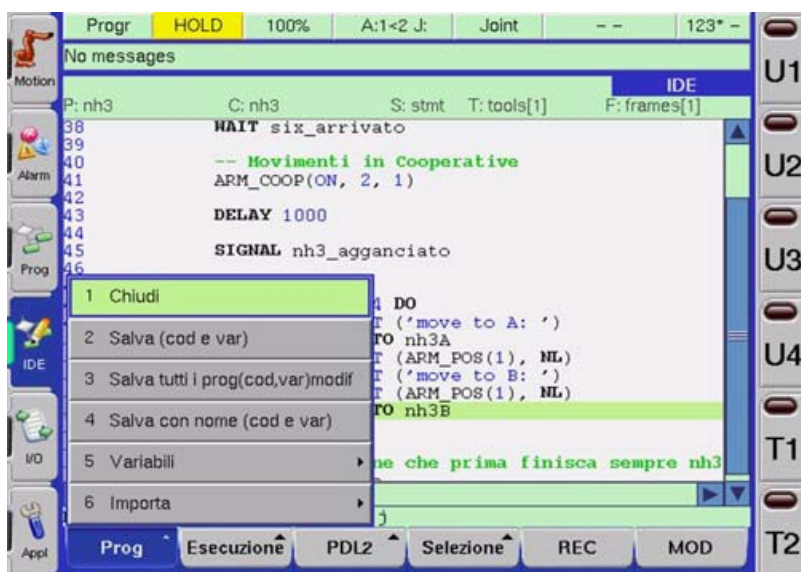 Progr HOLD 100% A:1<2 J: Joint -- 123* -
No messages
IDE
P: nh3 C: nh3 S: stmt T: tools[1] F: frames[1]
38 WAIT six_arrivato
39
40 -- Movimenti in Cooperative
41 ARM_COOP(ON, 2, 1)
42
43 DELAY 1000
44
45 SIGNAL nh3_agganciato
46
4 DO
T ('move to A: ')
TO nh3A
T (ARM_POS(1), NL)
T ('move to B: ')
T (ARM_POS(1), NL)
TO nh3B
ne che prima finisca sempre nh3
1 Chiudi
2 Salva (cod e var)
3 Salva tutti i prog(cod,var)modif
4 Salva con nome (cod e var)
5 Variabili
6 Importa
Prog Esecuzione PDL2 Selezione REC MOD
Motion
Alarm
Prog
IDE
I/O
Appl
U1
U2
U3
U4
T1
T2